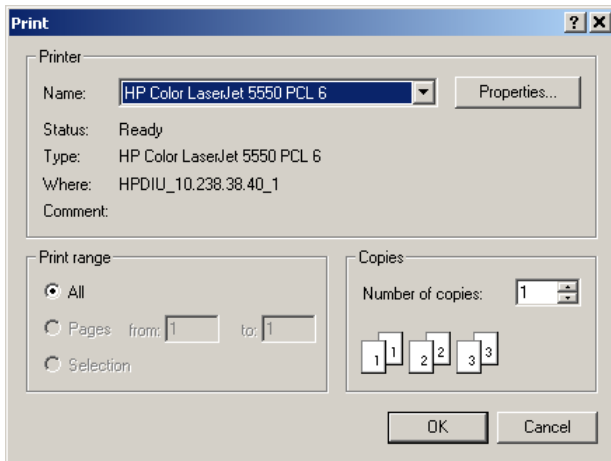 Print
Printer
Name: HP Color LaserJet 5550 PCL 6 Properties...
Status: Ready
Type: HP Color LaserJet 5550 PCL 6
Where: HPDIU_10.238.38.40_1
Comment:
Print range
All
Pages from: 1 to: 1
Selection
Copies
Number of copies: 1
1 1 2 2 3 3
OK Cancel